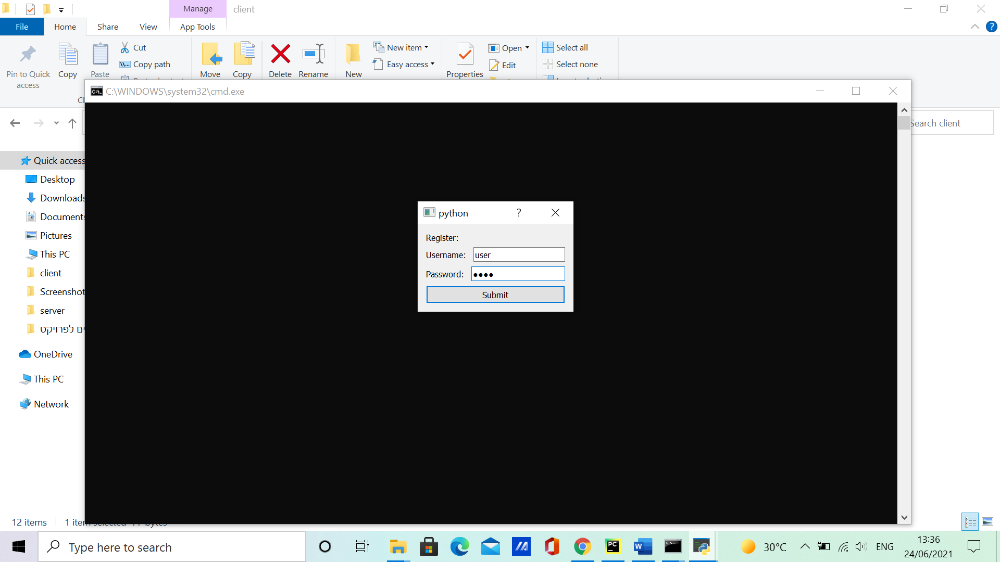 Manage
client
File
Home
Share
View
App Tools
Pin to Quick
access
Copy
Paste
Cut
Copy path
Move
Copy
Delete
Rename
New
New item
Easy access
Properties
Open
Edit
Select all
Select none
C:\WINDOWS\system32\cmd.exe
Search client
Quick access
Desktop
Downloads
Documents
Pictures
This PC
client
Screenshot
server
ים לפרויקט
OneDrive
This PC
Network
python
?
Register:
Username:
user
Password:
Submit
12 items
1 item selected
Type here to search
PC
W
30°C
ENG
13:36
24/06/2021